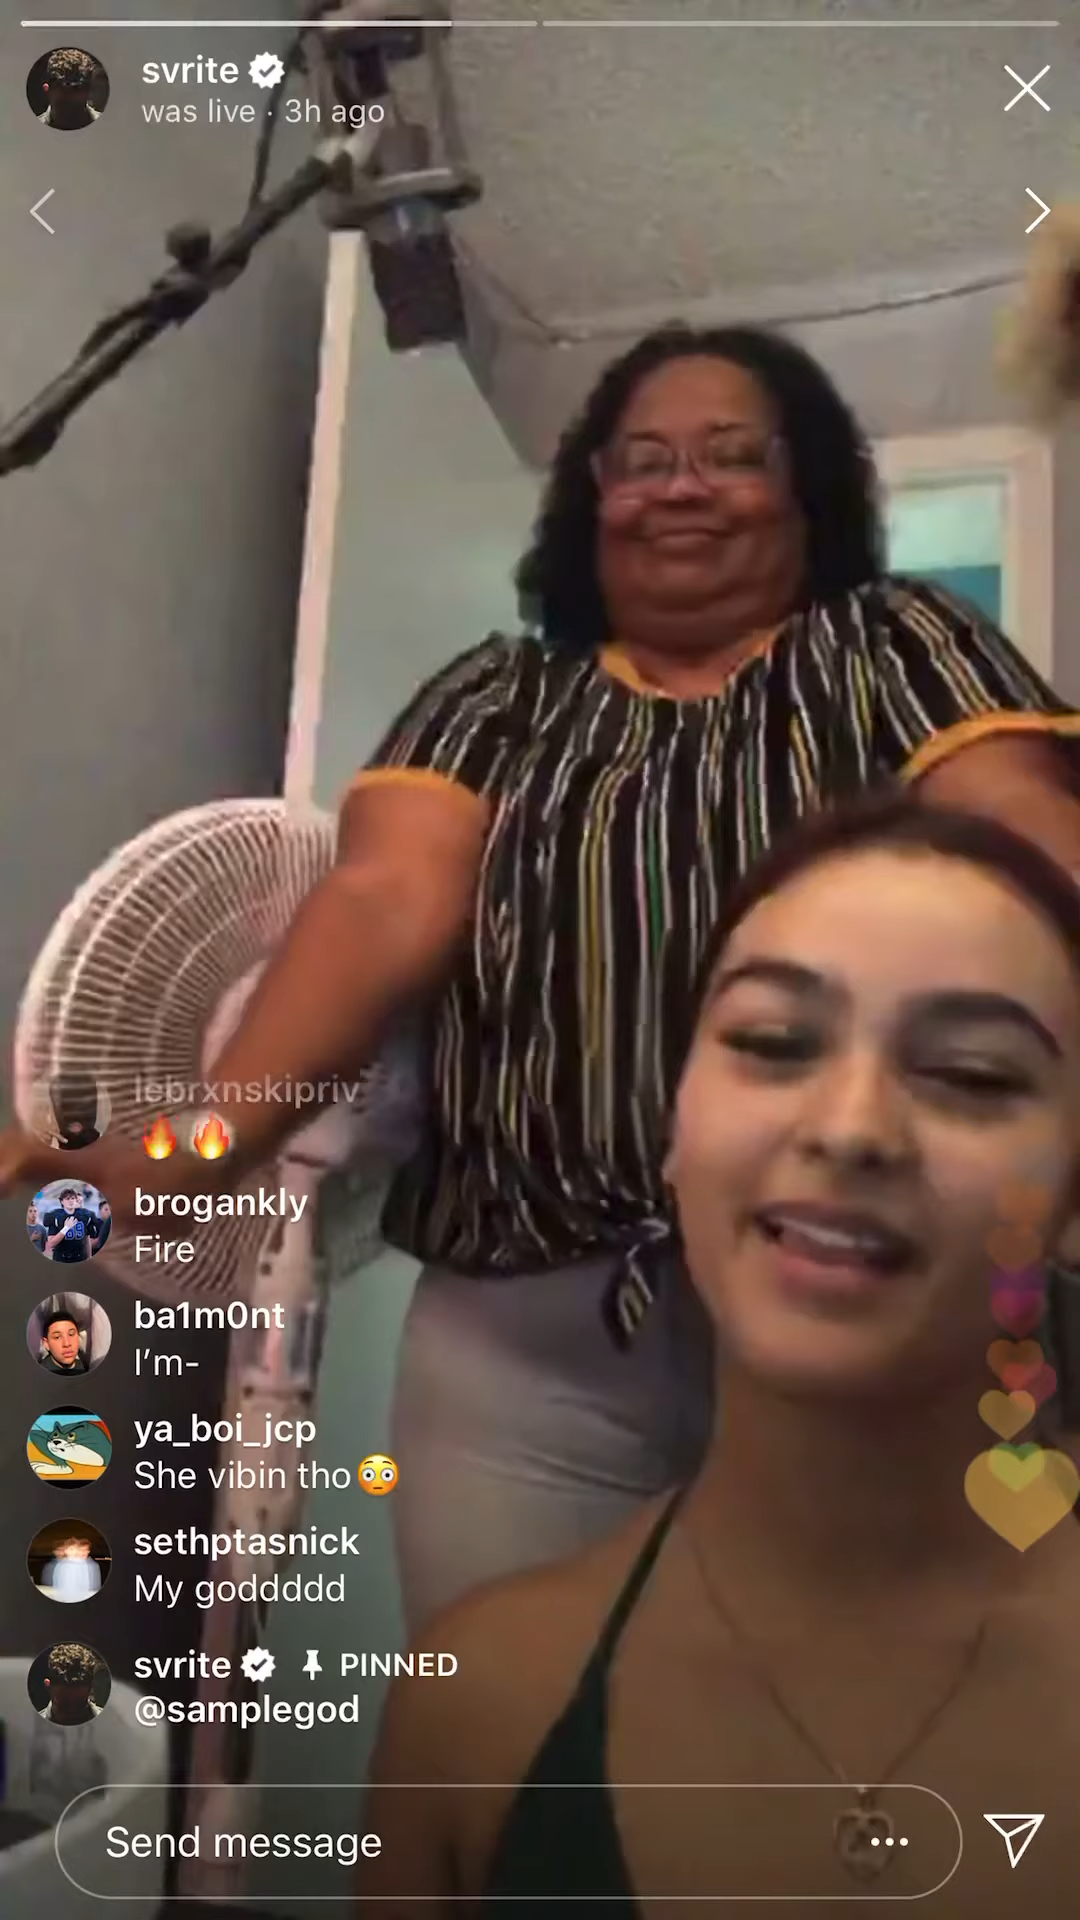 svrite
was live · 3h ago
lebrxnskipriv
🔥 🔥
brogankly
Fire
ba1m0nt
I'm-
ya_boi_jcp
She vibin tho😳
sethptasnick
My goddddd
svrite PINNED
@samplegod
Send message